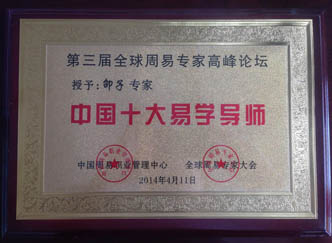 第三届全球周易专家高峰论坛
授予：卯子 专家
中国十大易学导师
中国周易职业管理中心 全球周易专家大会
2014年4月11日